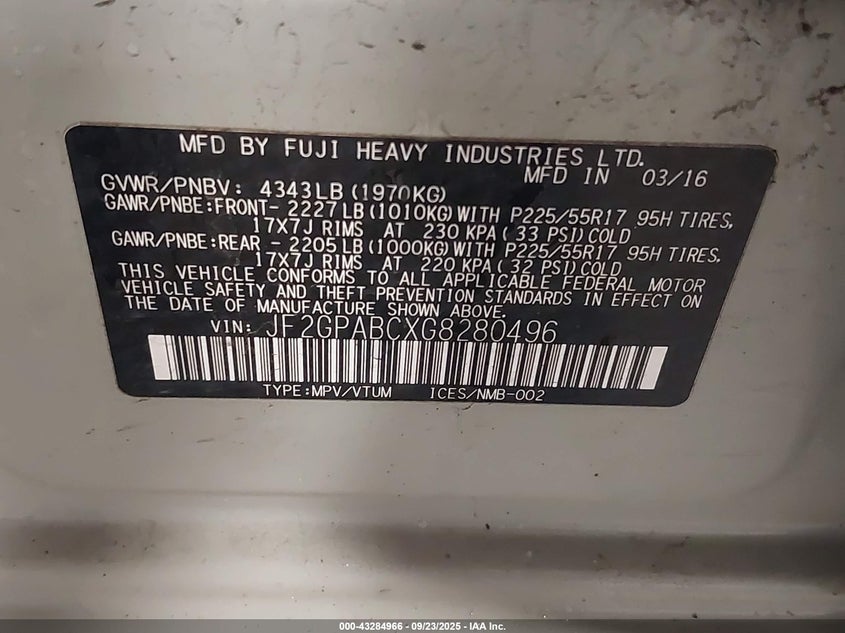 MFD BY FUJI HEAVY INDUSTRIES LTD.
MFD IN 03/16
GVWR/PNBV: 4343LB (1970KG)
GAWR/PNBE:FRONT- 2227LB(1010KG)WITH P225/55R17 95H TIRES,
17X7J RIMS AT 230 KPA( 33 PSI)COLD
GAWR/PNBE:REAR - 2205LB(1000KG)WITH P225/55R17 95H TIRES.
17X7J RIMS AT 220 KPA( 32 PSI)COLD
THIS VEHICLE CONFORMS TO ALL APPLICABLE FEDERAL MOTOR
VEHICLE SAFETY AND THEFT PREVENTION STANDARDS IN EFFECT ON
THE DATE OF MANUFACTURE SHOWN ABOVE.
VIN: JF2GPABCXG8280496
TYPE:MPV/VTUM ICES/NMB-002
000-43284966 - 09/23/2025 - IAA Inc.